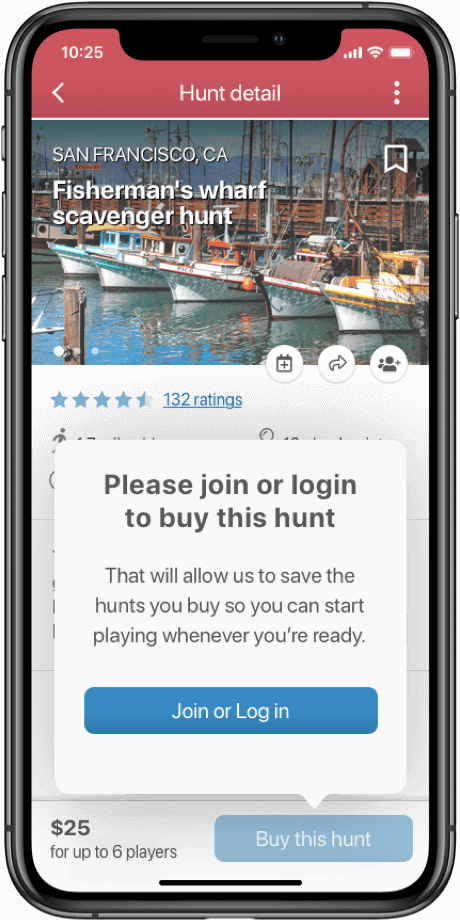 10:25
Hunt detail
SAN FRANCISCO, CA
Fisherman's wharf
scavenger hunt
132 ratings
Please join or login
to buy this hunt
That will allow us to save the
hunts you buy so you can start
playing whenever you're ready.
Join or Log in
$25
for up to 6 players
Buy this hunt